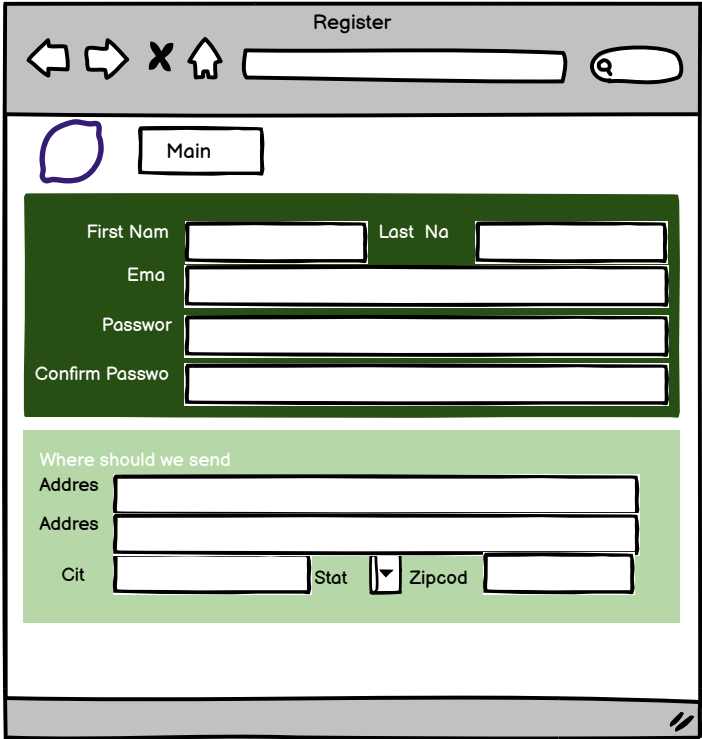 Register
Main
First Nam
Last Na
Ema
Passwor
Confirm Passwo
Where should we send
Addres
Addres
Cit
Stat
Zipcod